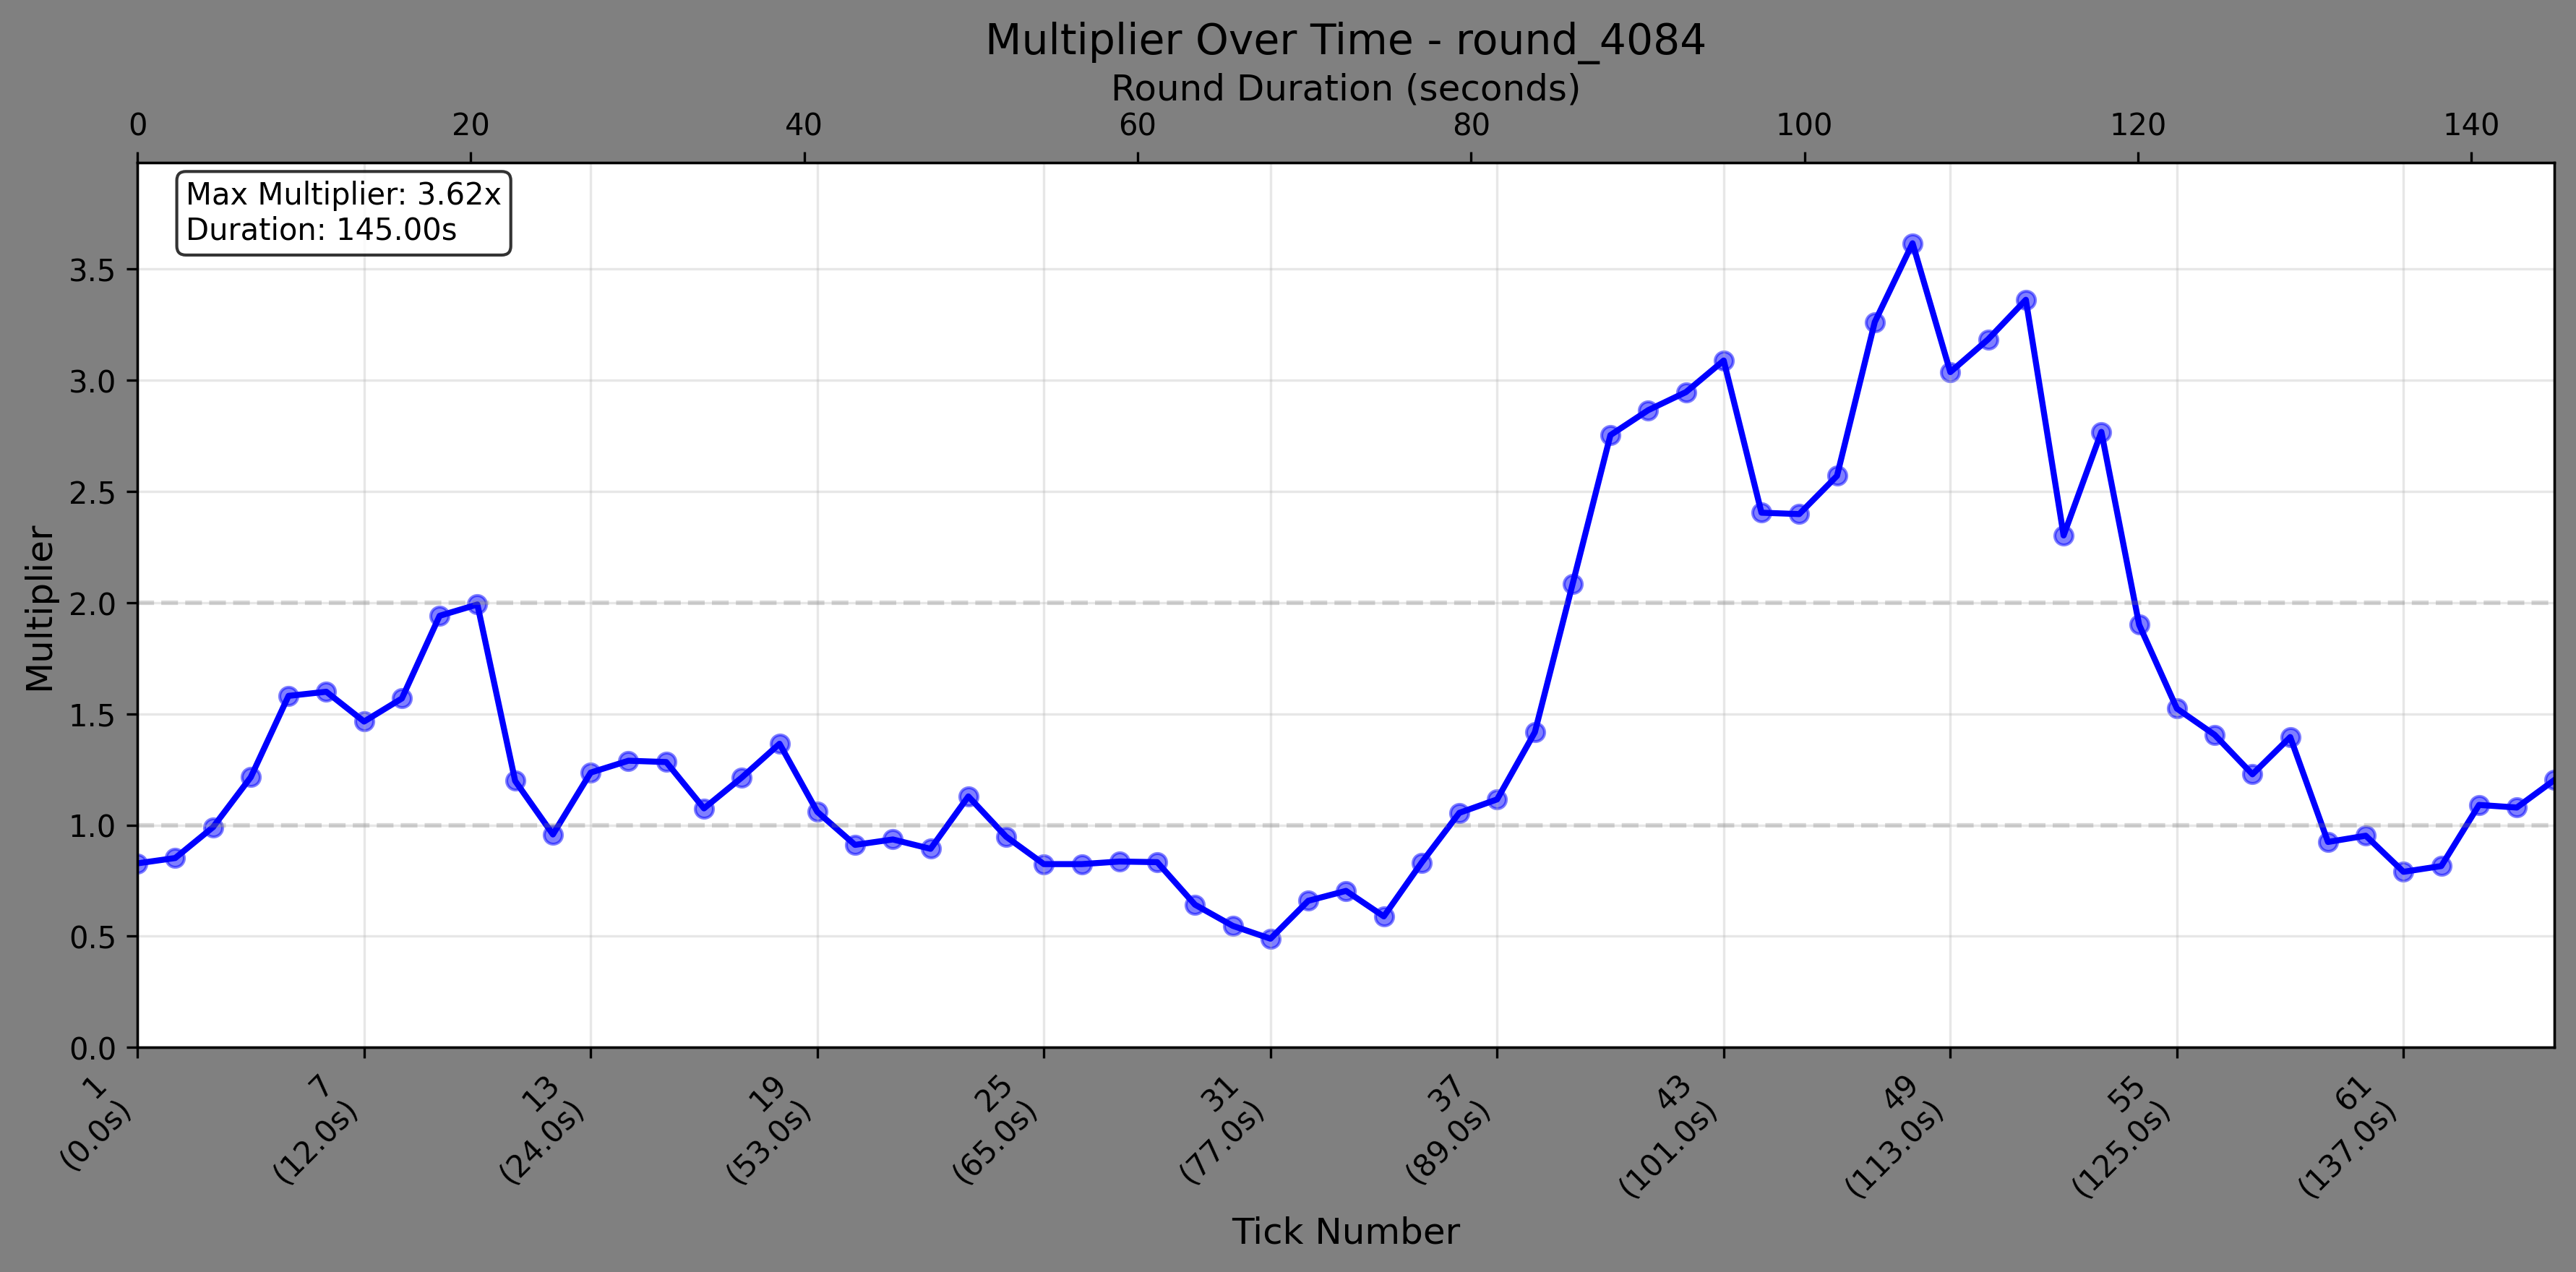 Multiplier Over Time - round_4084
Round Duration (seconds)
0 20 40 60 80 100 120 140
Max Multiplier: 3.62x
Duration: 145.00s
3.5
3.0
2.5
2.0
1.5
1.0
0.5
0.0
Multiplier
1 7 13 19 25 31 37 43 49 55 61
(0.0s) (12.0s) (24.0s) (53.0s) (65.0s) (77.0s) (89.0s) (101.0s) (113.0s) (125.0s) (137.0s)
Tick Number